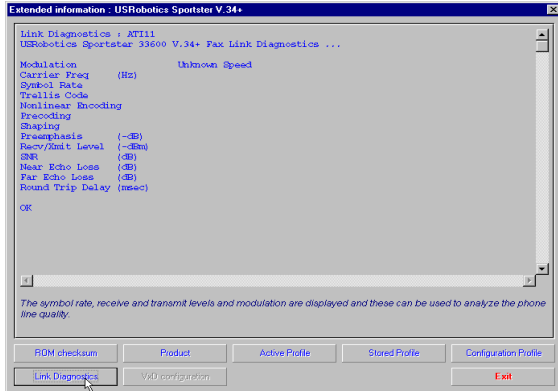 Extended information : USRobotics Sportster V.34+
Link Diagnostics : ATI11
USRobotics Sportster 33600 V.34+ Fax Link Diagnostics ...
Modulation Unknown Speed
Carrier Freq (Hz)
Symbol Rate
Trellis Code
Nonlinear Encoding
Precoding
Shaping
Preemphasis (-dB)
Recv/Xmit Level (-dBm)
SNR (dB)
Near Echo Loss (dB)
Far Echo Loss (dB)
Round Trip Delay (msec)
OK
The symbol rate, receive and transmit levels and modulation are displayed and these can be used to analyze the phone
line quality.
ROM checksum Product Active Profile Stored Profile Configuration Profile
Link Diagnostics VxD configuration Exit